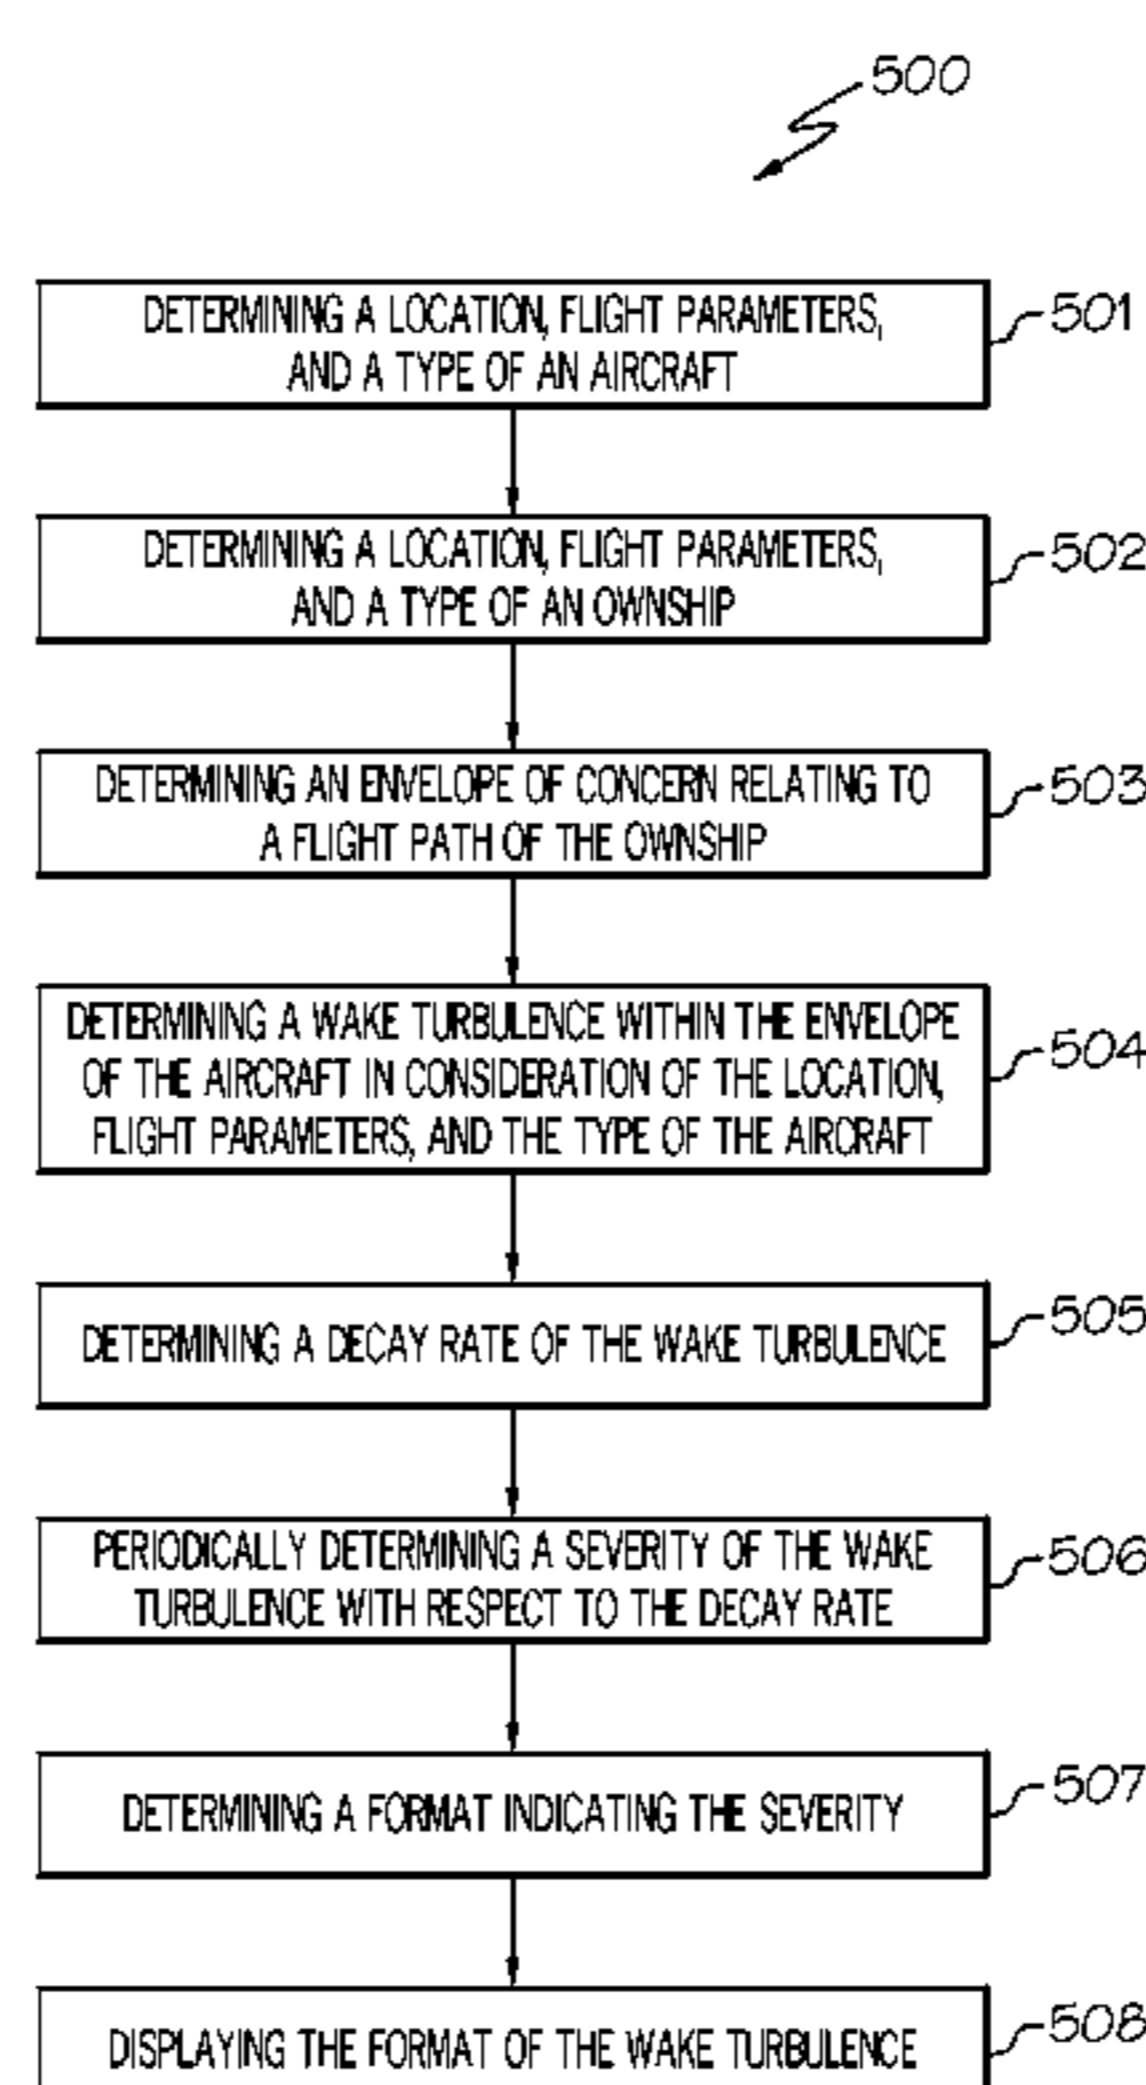 500
DETERMINING A LOCATION, FLIGHT PARAMETERS,
AND A TYPE OF AN AIRCRAFT
501
DETERMINING A LOCATION, FLIGHT PARAMETERS,
AND A TYPE OF AN OWNSHIP
502
DETERMINING AN ENVELOPE OF CONCERN RELATING TO
A FLIGHT PATH OF THE OWNSHIP
503
DETERMINING A WAKE TURBULENCE WITHIN THE ENVELOPE
OF THE AIRCRAFT IN CONSIDERATION OF THE LOCATION,
FLIGHT PARAMETERS, AND THE TYPE OF THE AIRCRAFT
504
DETERMINING A DECAY RATE OF THE WAKE TURBULENCE
505
PERIODICALLY DETERMINING A SEVERITY OF THE WAKE
TURBULENCE WITH RESPECT TO THE DECAY RATE
506
DETERMINING A FORMAT INDICATING THE SEVERITY
507
DISPLAYING THE FORMAT OF THE WAKE TURBULENCE
508